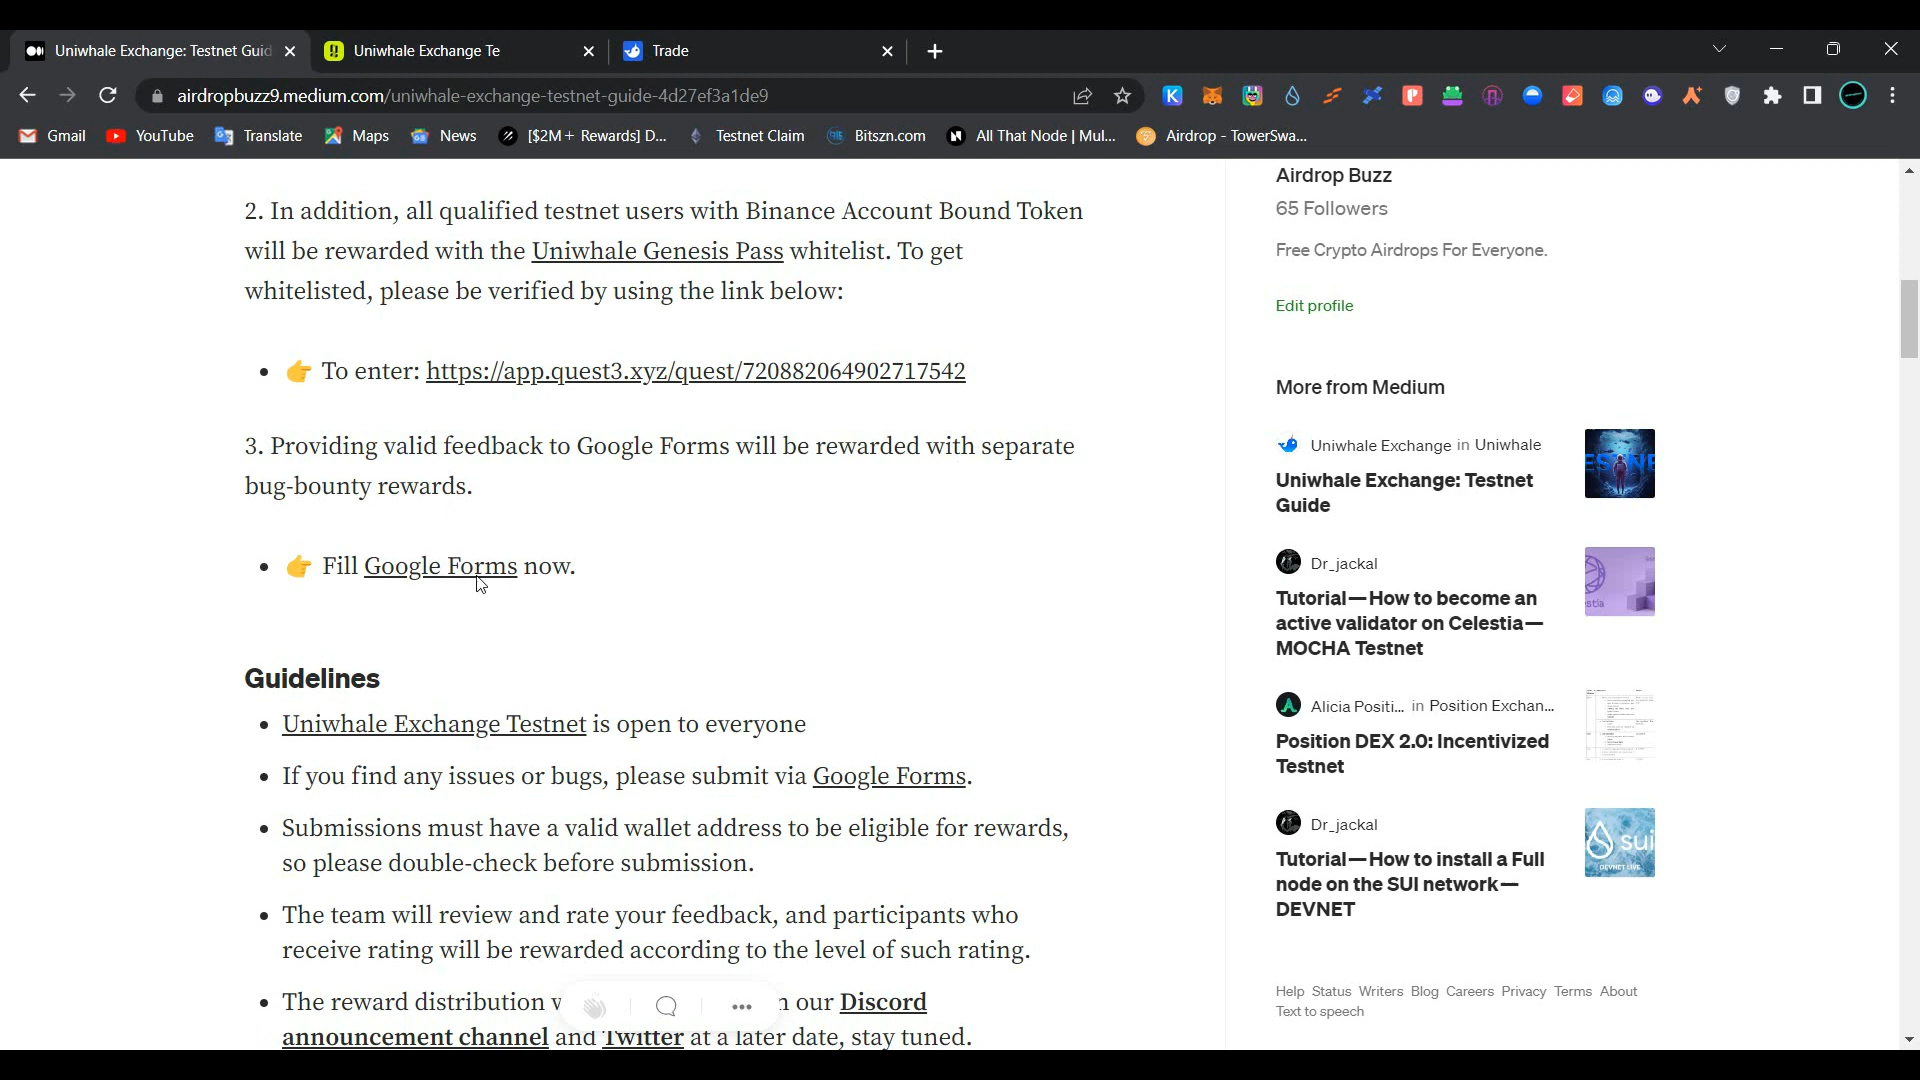 Uniwhale Exchange: Testnet Guid
Uniwhale Exchange Te
Trade
airdropbuzz9.medium.com/uniwhale-exchange-testnet-guide-4d27ef3a1de9
Gmail
YouTube
Translate
Maps
News
[$2M+ Rewards] D...
Testnet Claim
Bitszn.com
All That Node | Mul...
Airdrop - TowerSwa...
2. In addition, all qualified testnet users with Binance Account Bound Token
will be rewarded with the Uniwhale Genesis Pass whitelist. To get
whitelisted, please be verified by using the link below:
• 👉 To enter: https://app.quest3.xyz/quest/720882064902717542
3. Providing valid feedback to Google Forms will be rewarded with separate
bug-bounty rewards.
• 👉 Fill Google Forms now.
Guidelines
• Uniwhale Exchange Testnet is open to everyone
• If you find any issues or bugs, please submit via Google Forms.
• Submissions must have a valid wallet address to be eligible for rewards,
so please double-check before submission.
• The team will review and rate your feedback, and participants who
receive rating will be rewarded according to the level of such rating.
• The reward distribution our Discord
announcement channel and Twitter at a later date, stay tuned.
Airdrop Buzz
65 Followers
Free Crypto Airdrops For Everyone.
Edit profile
More from Medium
Uniwhale Exchange in Uniwhale
Uniwhale Exchange: Testnet
Guide
Dr_jackal
Tutorial — How to become an
active validator on Celestia —
MOCHA Testnet
Alicia Positi... in Position Exchan...
Position DEX 2.0: Incentivized
Testnet
Dr_jackal
Tutorial — How to install a Full
node on the SUI network —
DEVNET
sui
DEVNET LIVE
Help Status Writers Blog Careers Privacy Terms About
Text to speech